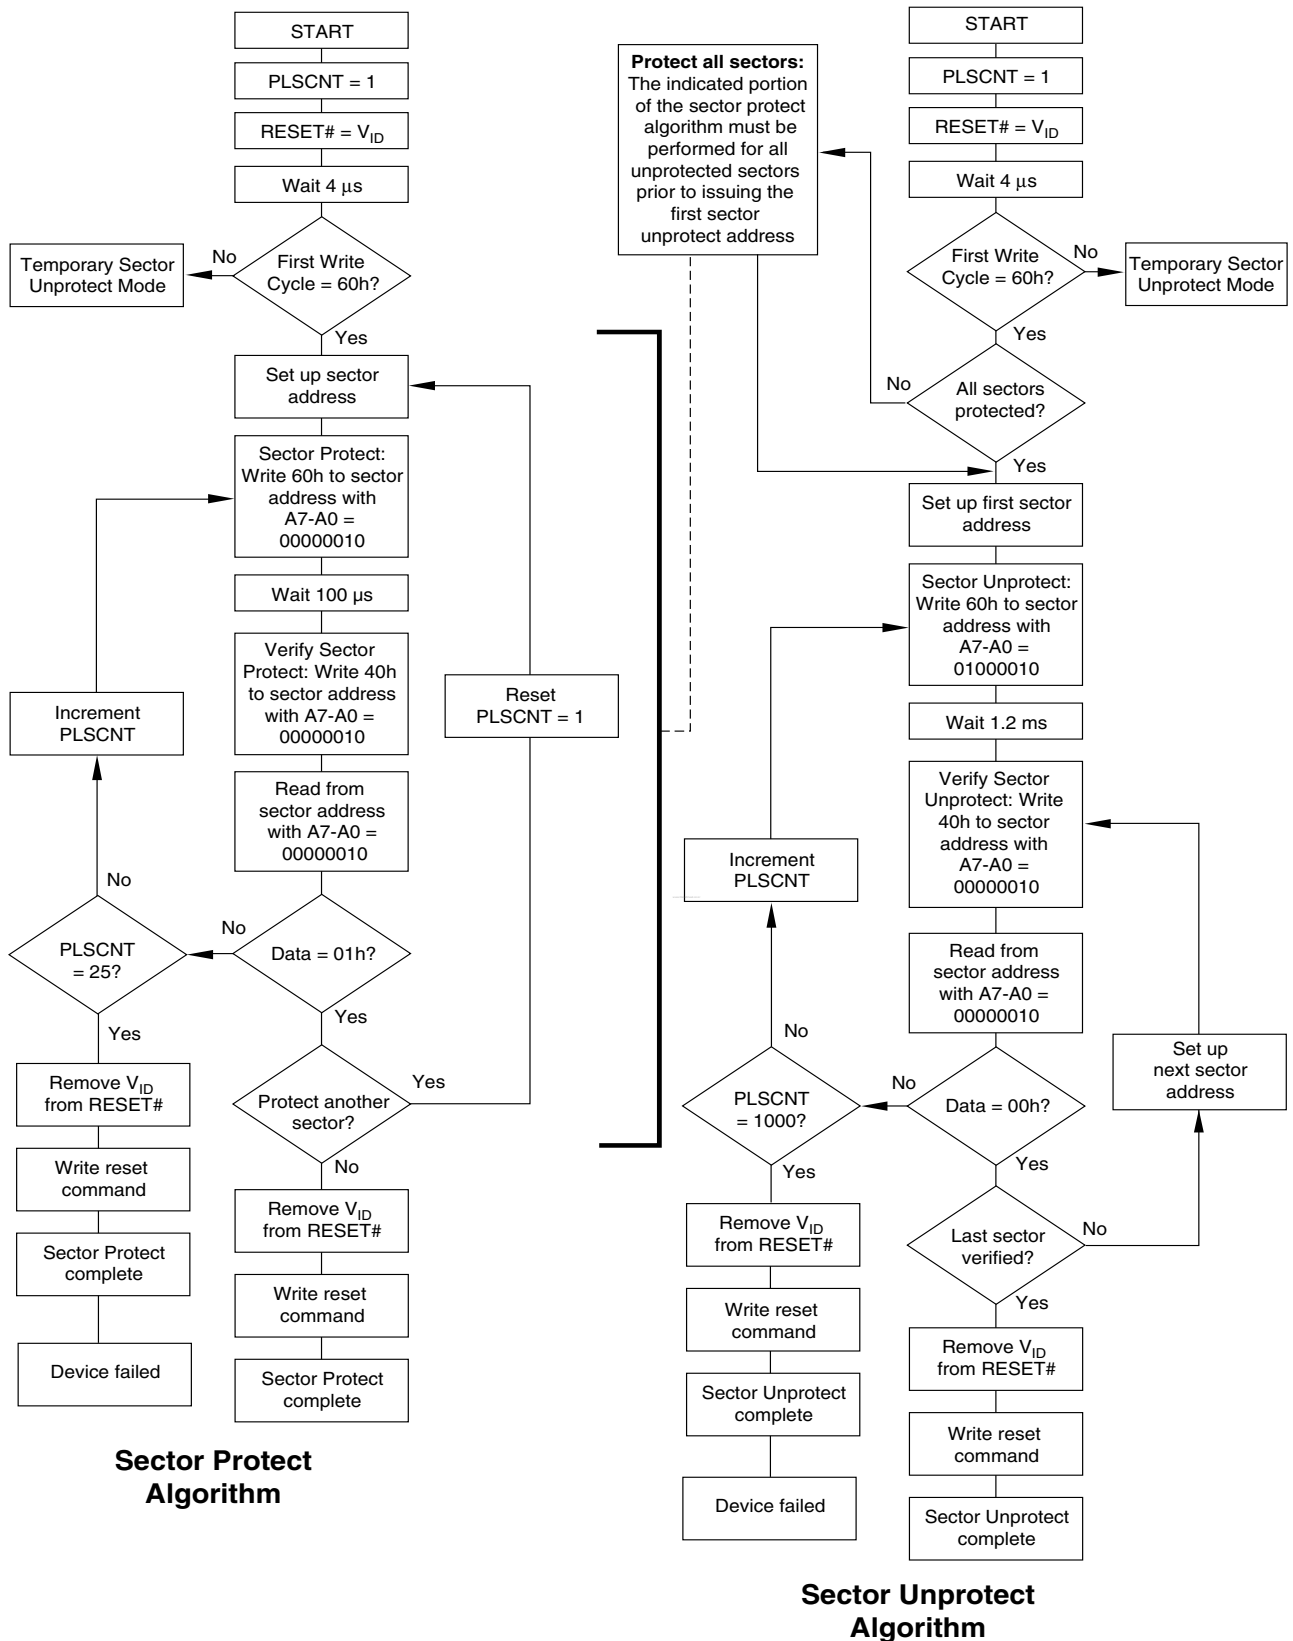 START
PLSCNT = 1
RESET# = VID
Wait 4 μs
First Write
Cycle = 60h?
No
Temporary Sector
Unprotect Mode
Yes
Set up sector
address
Sector Protect:
Write 60h to sector
address with
A7-A0 =
00000010
Wait 100 µs
Verify Sector
Protect: Write 40h
to sector address
with A7-A0 =
00000010
Read from
sector address
with A7-A0 =
00000010
Data = 01h?
No
PLSCNT
= 25?
No
Increment
PLSCNT
Yes
Remove VID
from RESET#
Write reset
command
Sector Protect
complete
Device failed
Yes
Protect another
sector?
Yes
Reset
PLSCNT = 1
No
Remove VID
from RESET#
Write reset
command
Sector Protect
complete
Sector Protect
Algorithm
Protect all sectors:
The indicated portion
of the sector protect
algorithm must be
performed for all
unprotected sectors
prior to issuing the
first sector
unprotect address
START
PLSCNT = 1
RESET# = VID
Wait 4 μs
First Write
Cycle = 60h?
No
Temporary Sector
Unprotect Mode
Yes
All sectors
protected?
No
Yes
Set up first sector
address
Sector Unprotect:
Write 60h to sector
address with
A7-A0 =
01000010
Wait 1.2 ms
Verify Sector
Unprotect: Write
40h to sector
address with
A7-A0 =
00000010
Read from
sector address
with A7-A0 =
00000010
Data = 00h?
No
PLSCNT
= 1000?
No
Increment
PLSCNT
Yes
Remove VID
from RESET#
Write reset
command
Sector Unprotect
complete
Device failed
Yes
Last sector
verified?
No
Set up
next sector
address
Yes
Remove VID
from RESET#
Write reset
command
Sector Unprotect
complete
Sector Unprotect
Algorithm